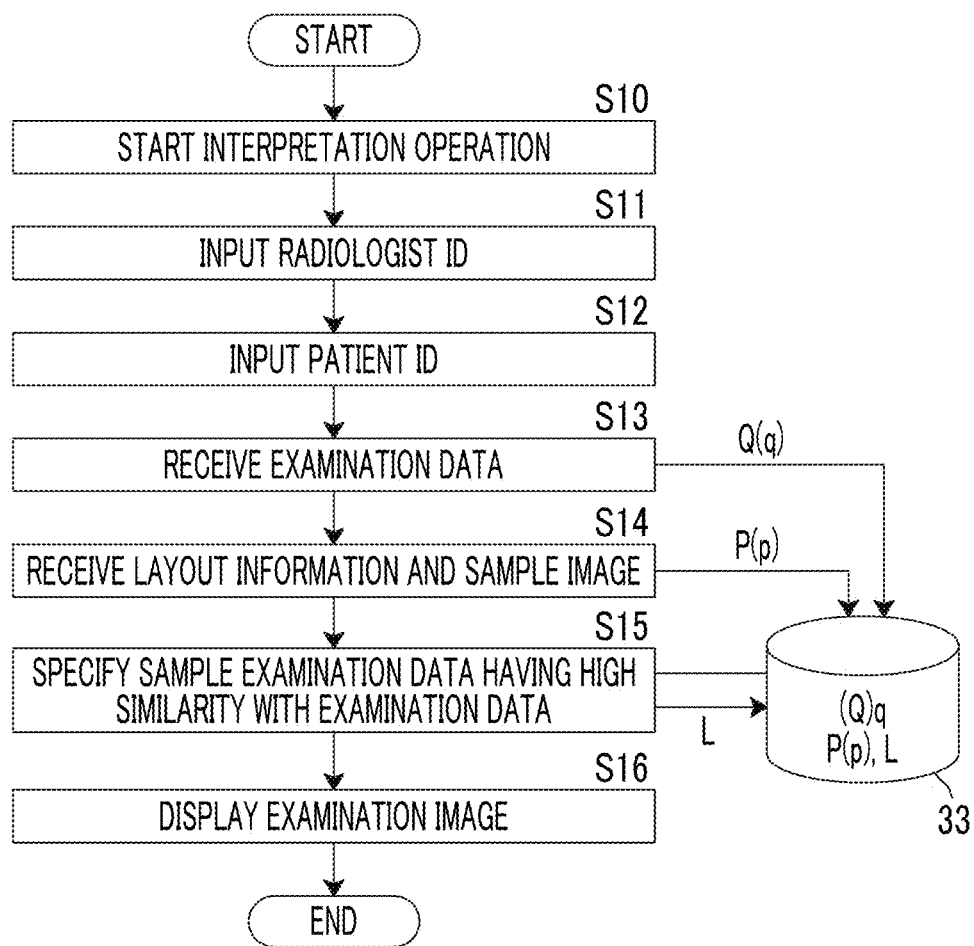 START
S10
START INTERPRETATION OPERATION
S11
INPUT RADIOLOGIST ID
S12
INPUT PATIENT ID
S13
RECEIVE EXAMINATION DATA
Q(q)
S14
RECEIVE LAYOUT INFORMATION AND SAMPLE IMAGE
P(p)
S15
SPECIFY SAMPLE EXAMINATION DATA HAVING HIGH
SIMILARITY WITH EXAMINATION DATA
L
(Q)q
P(p), L
33
S16
DISPLAY EXAMINATION IMAGE
END